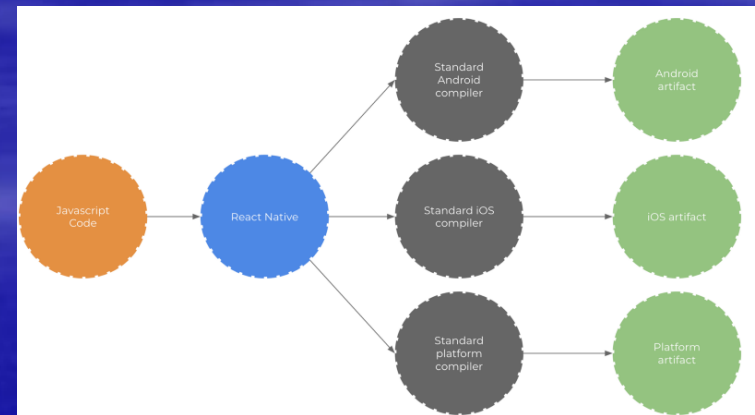 Standard
Android
compiler
Android
artifact
Javascript
Code
React Native
Standard iOS
compiler
iOS artifact
Standard
platform
compiler
Platform
artifact